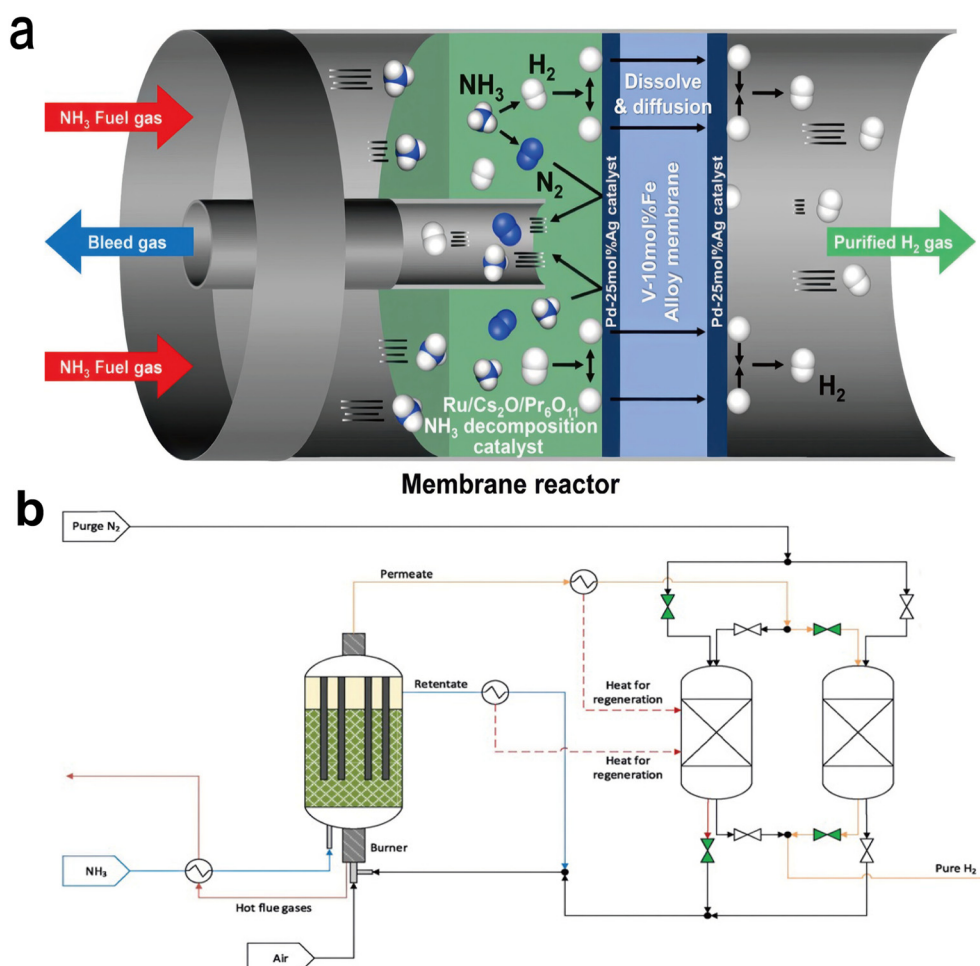 a
NH₃ Fuel gas
Bleed gas
NH₃ Fuel gas
NH₃
H₂
N₂
Ru/Cs₂O/Pr₆O₁₁
NH₃ decomposition
catalyst
Pd-25mol%Ag catalyst
Dissolve
& diffusion
V-10mol%Fe
Alloy membrane
Pd-25mol%Ag catalyst
Purified H₂ gas
H₂
Membrane reactor
b
Purge N₂
Permeate
Retentate
Heat for
regeneration
Heat for
regeneration
Burner
NH₃
Hot flue gases
Air
Pure H₂